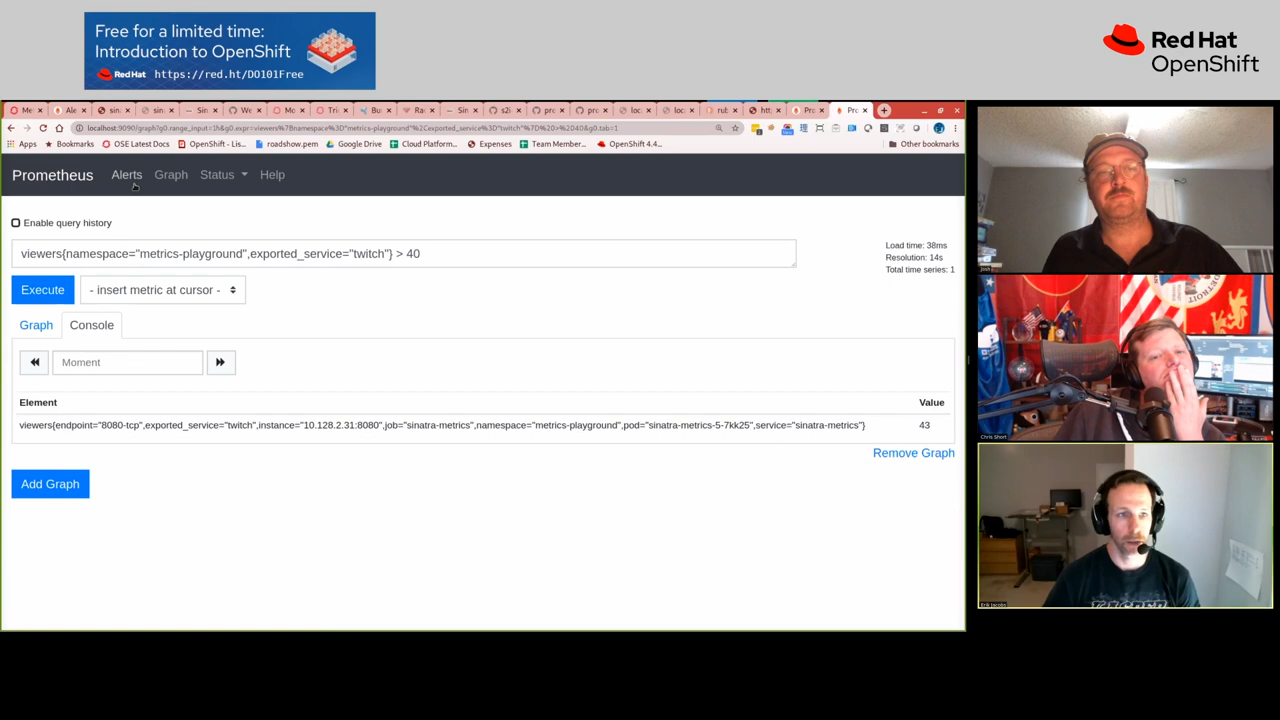 Free for a limited time:
Introduction to OpenShift
Red Hat https://red.ht/DO101Free
Red Hat
OpenShift
localhost:9090/graph?g0.range_input=1h&g0.expr=viewers%7Bnamespace%3D"metrics-playground"%2Cexported_service%3D"twitch"%7D%20>%2040&g0.tab=1
Apps Bookmarks OSE Latest Docs OpenShift - Lis... roadshow.pem Google Drive Cloud Platform... Expenses Team Member... OpenShift 4.4... Other bookmarks
Prometheus Alerts Graph Status Help
Enable query history
viewers{namespace="metrics-playground",exported_service="twitch"} > 40
Load time: 38ms
Resolution: 14s
Total time series: 1
Execute - insert metric at cursor -
Graph Console
Moment
Element Value
viewers{endpoint="8080-tcp",exported_service="twitch",instance="10.128.2.31:8080",job="sinatra-metrics",namespace="metrics-playground",pod="sinatra-metrics-5-7kk25",service="sinatra-metrics"} 43
Remove Graph
Add Graph
Josh
Chris Short
DETROIT
Erik Jacobs